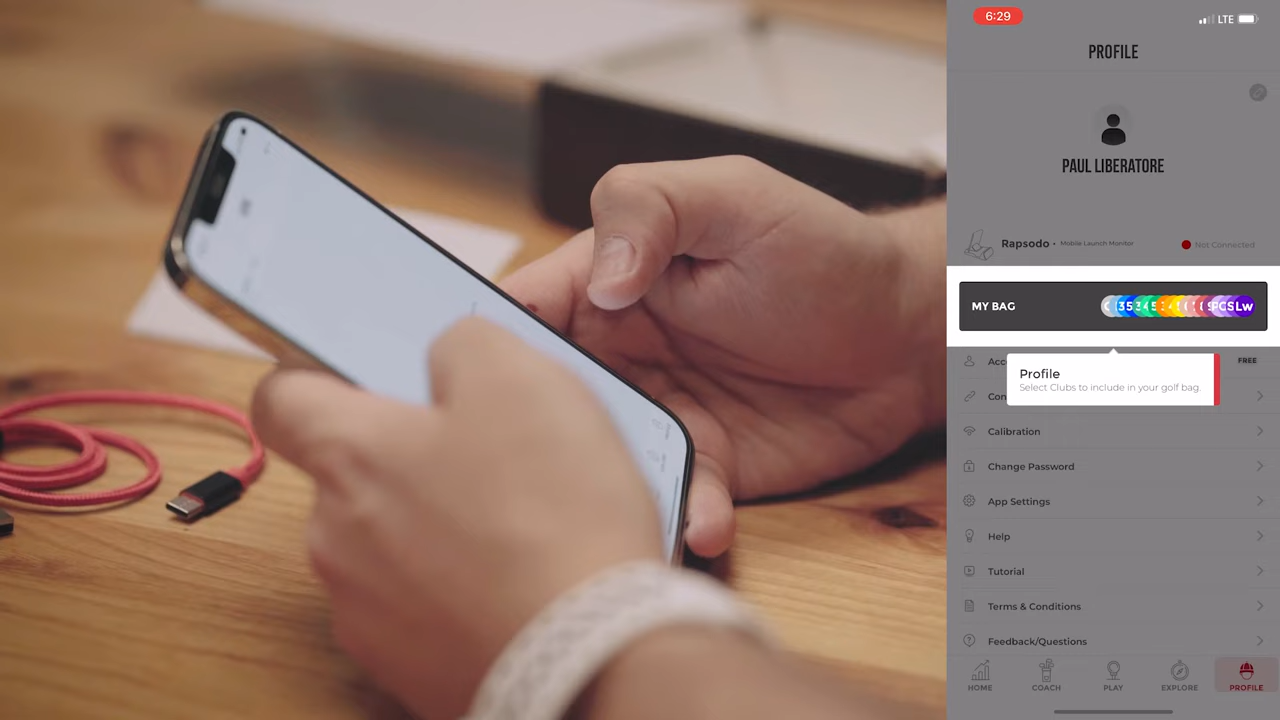 6:29
LTE
PROFILE
PAUL LIBERATORE
Rapsodo • Mobile Launch Monitor
Not Connected
MY BAG
Lw
Profile
Select Clubs to include in your golf bag.
FREE
Calibration
Change Password
App Settings
Help
Tutorial
Terms & Conditions
Feedback/Questions
HOME
COACH
PLAY
EXPLORE
PROFILE